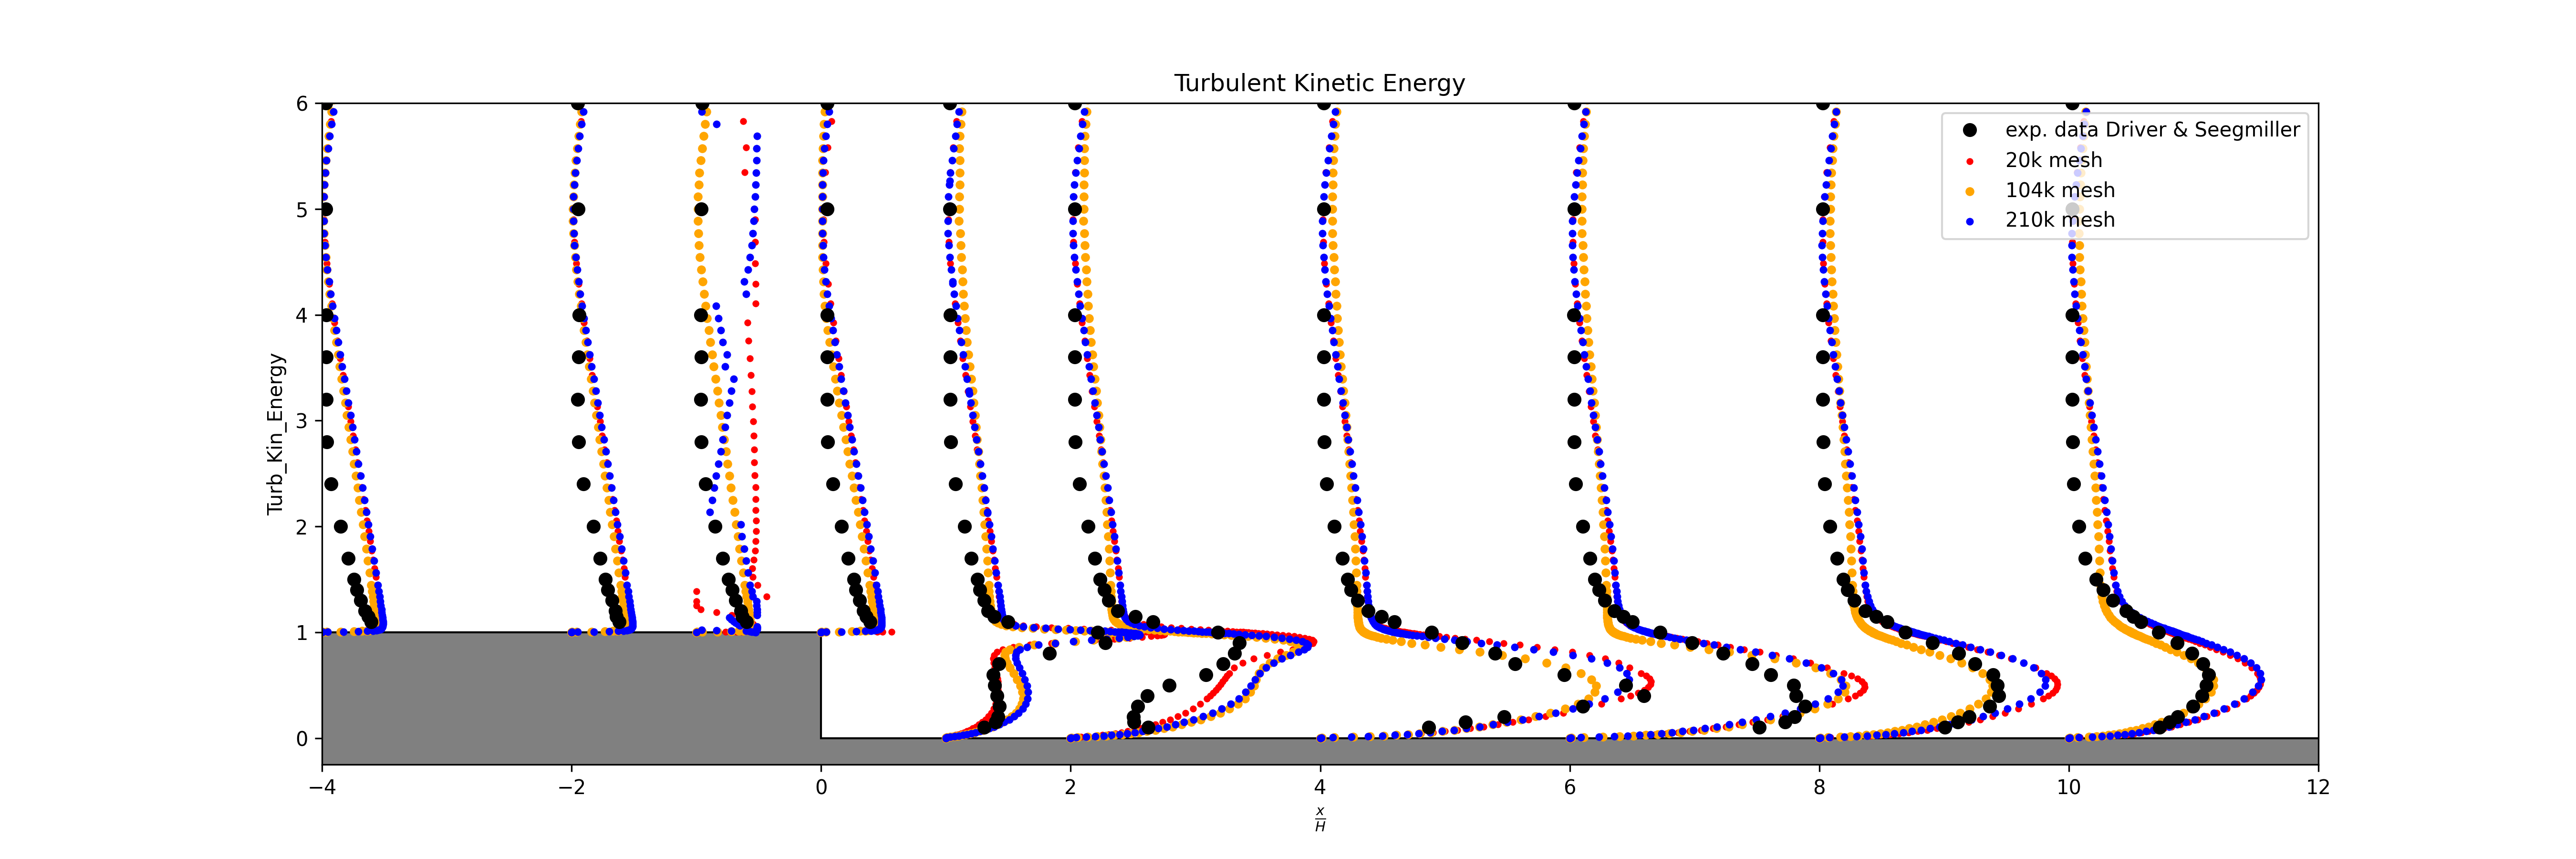 Turbulent Kinetic Energy
exp. data Driver & Seegmiller
20k mesh
104k mesh
210k mesh
Turb_Kin_Energy
6
5
4
3
2
1
0
−4 −2 0 2 4 6 8 10 12
x
H